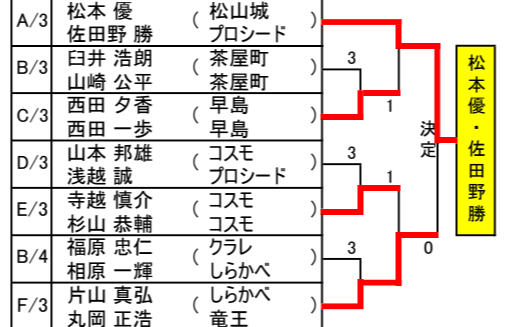 A/3 松本 優 ( 松山城 )
佐田野 勝 プロシード
B/3 臼井 浩朗 ( 茶屋町 ) 3
山崎 公平 茶屋町
C/3 西田 夕香 ( 早島 ) 1
西田 一歩 早島
D/3 山本 邦雄 ( コスモ ) 3
浅越 誠 プロシード
E/3 寺越 慎介 ( コスモ ) 1
杉山 恭輔 コスモ
B/4 福原 忠仁 ( クラレ ) 3 0
相原 一輝 しらかべ
F/3 片山 真弘 ( しらかべ )
丸岡 正浩 竜王
決定
松本優・佐田野勝